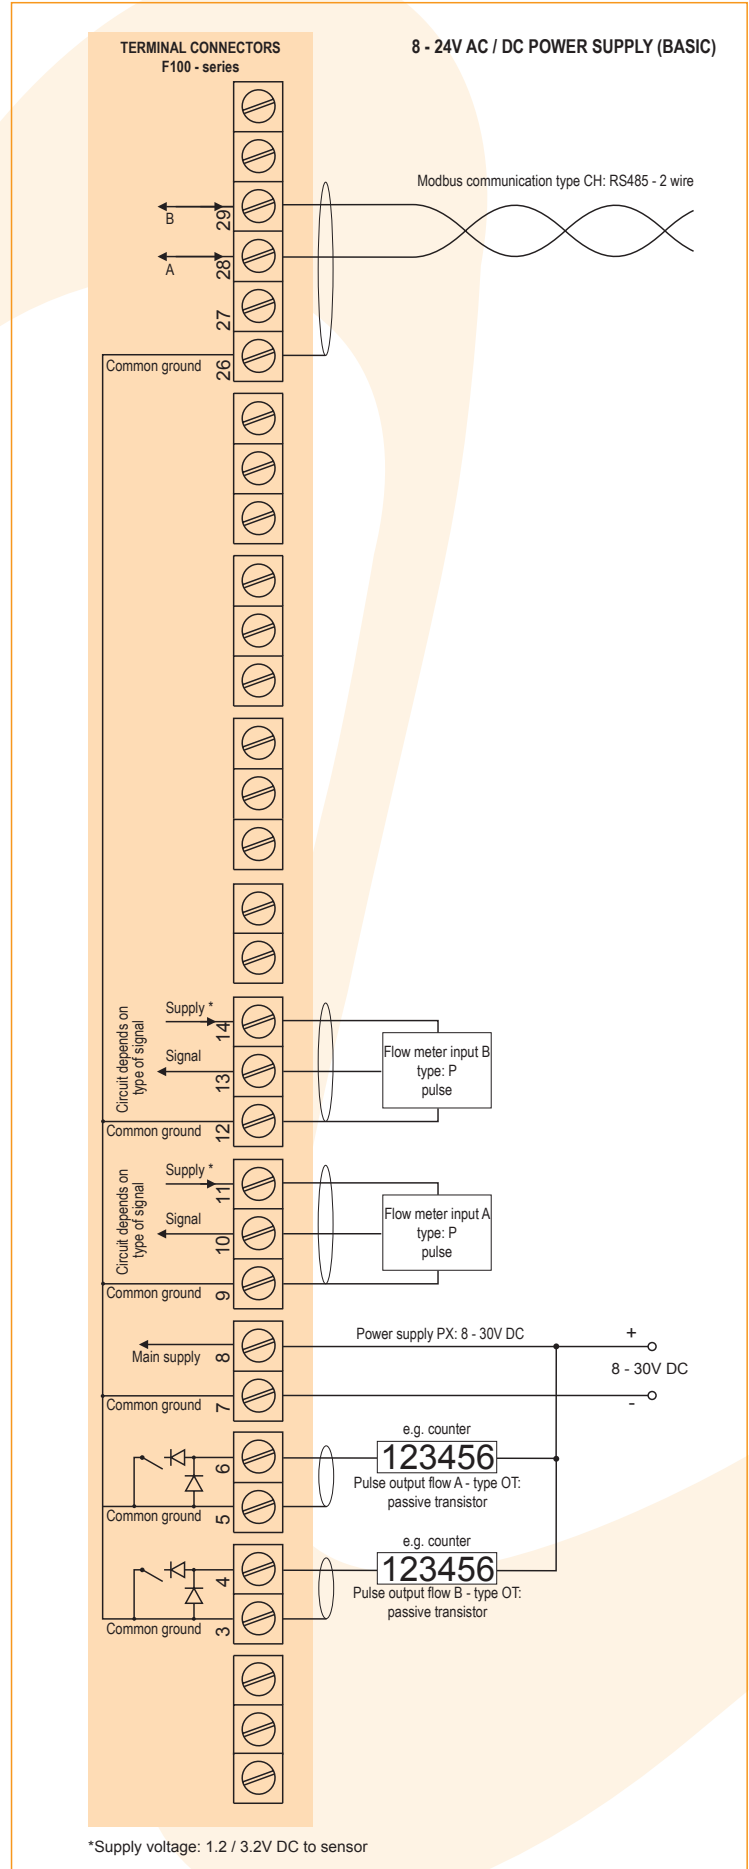 TERMINAL CONNECTORS
F100 - series
8 - 24V AC / DC POWER SUPPLY (BASIC)
Modbus communication type CH: RS485 - 2 wire
B
29
A
28
27
Common ground
26
Circuit depends on
type of signal
Supply *
14
Signal
13
Common ground
12
Flow meter input B
type: P
pulse
Circuit depends on
type of signal
Supply *
11
Signal
10
Common ground
9
Flow meter input A
type: P
pulse
Main supply
8
Power supply PX: 8 - 30V DC
+
8 - 30V DC
Common ground
7
-
e.g. counter
6
123456
Pulse output flow A - type OT:
passive transistor
Common ground
5
e.g. counter
4
123456
Pulse output flow B - type OT:
passive transistor
Common ground
3
*Supply voltage: 1.2 / 3.2V DC to sensor